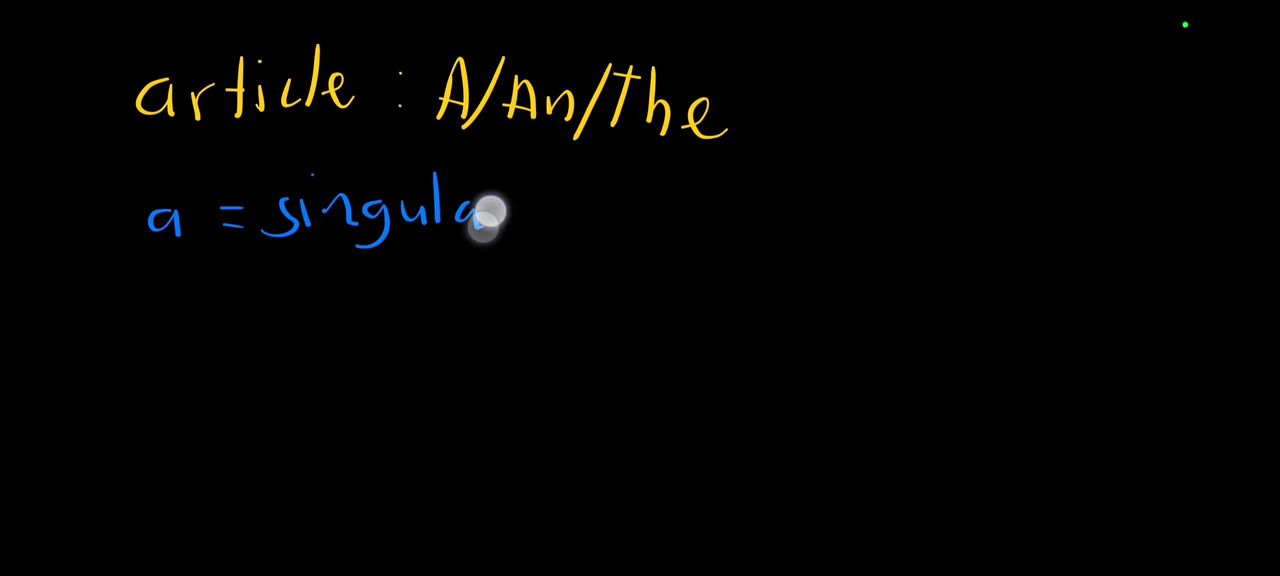 article : A/An/The
a = singula